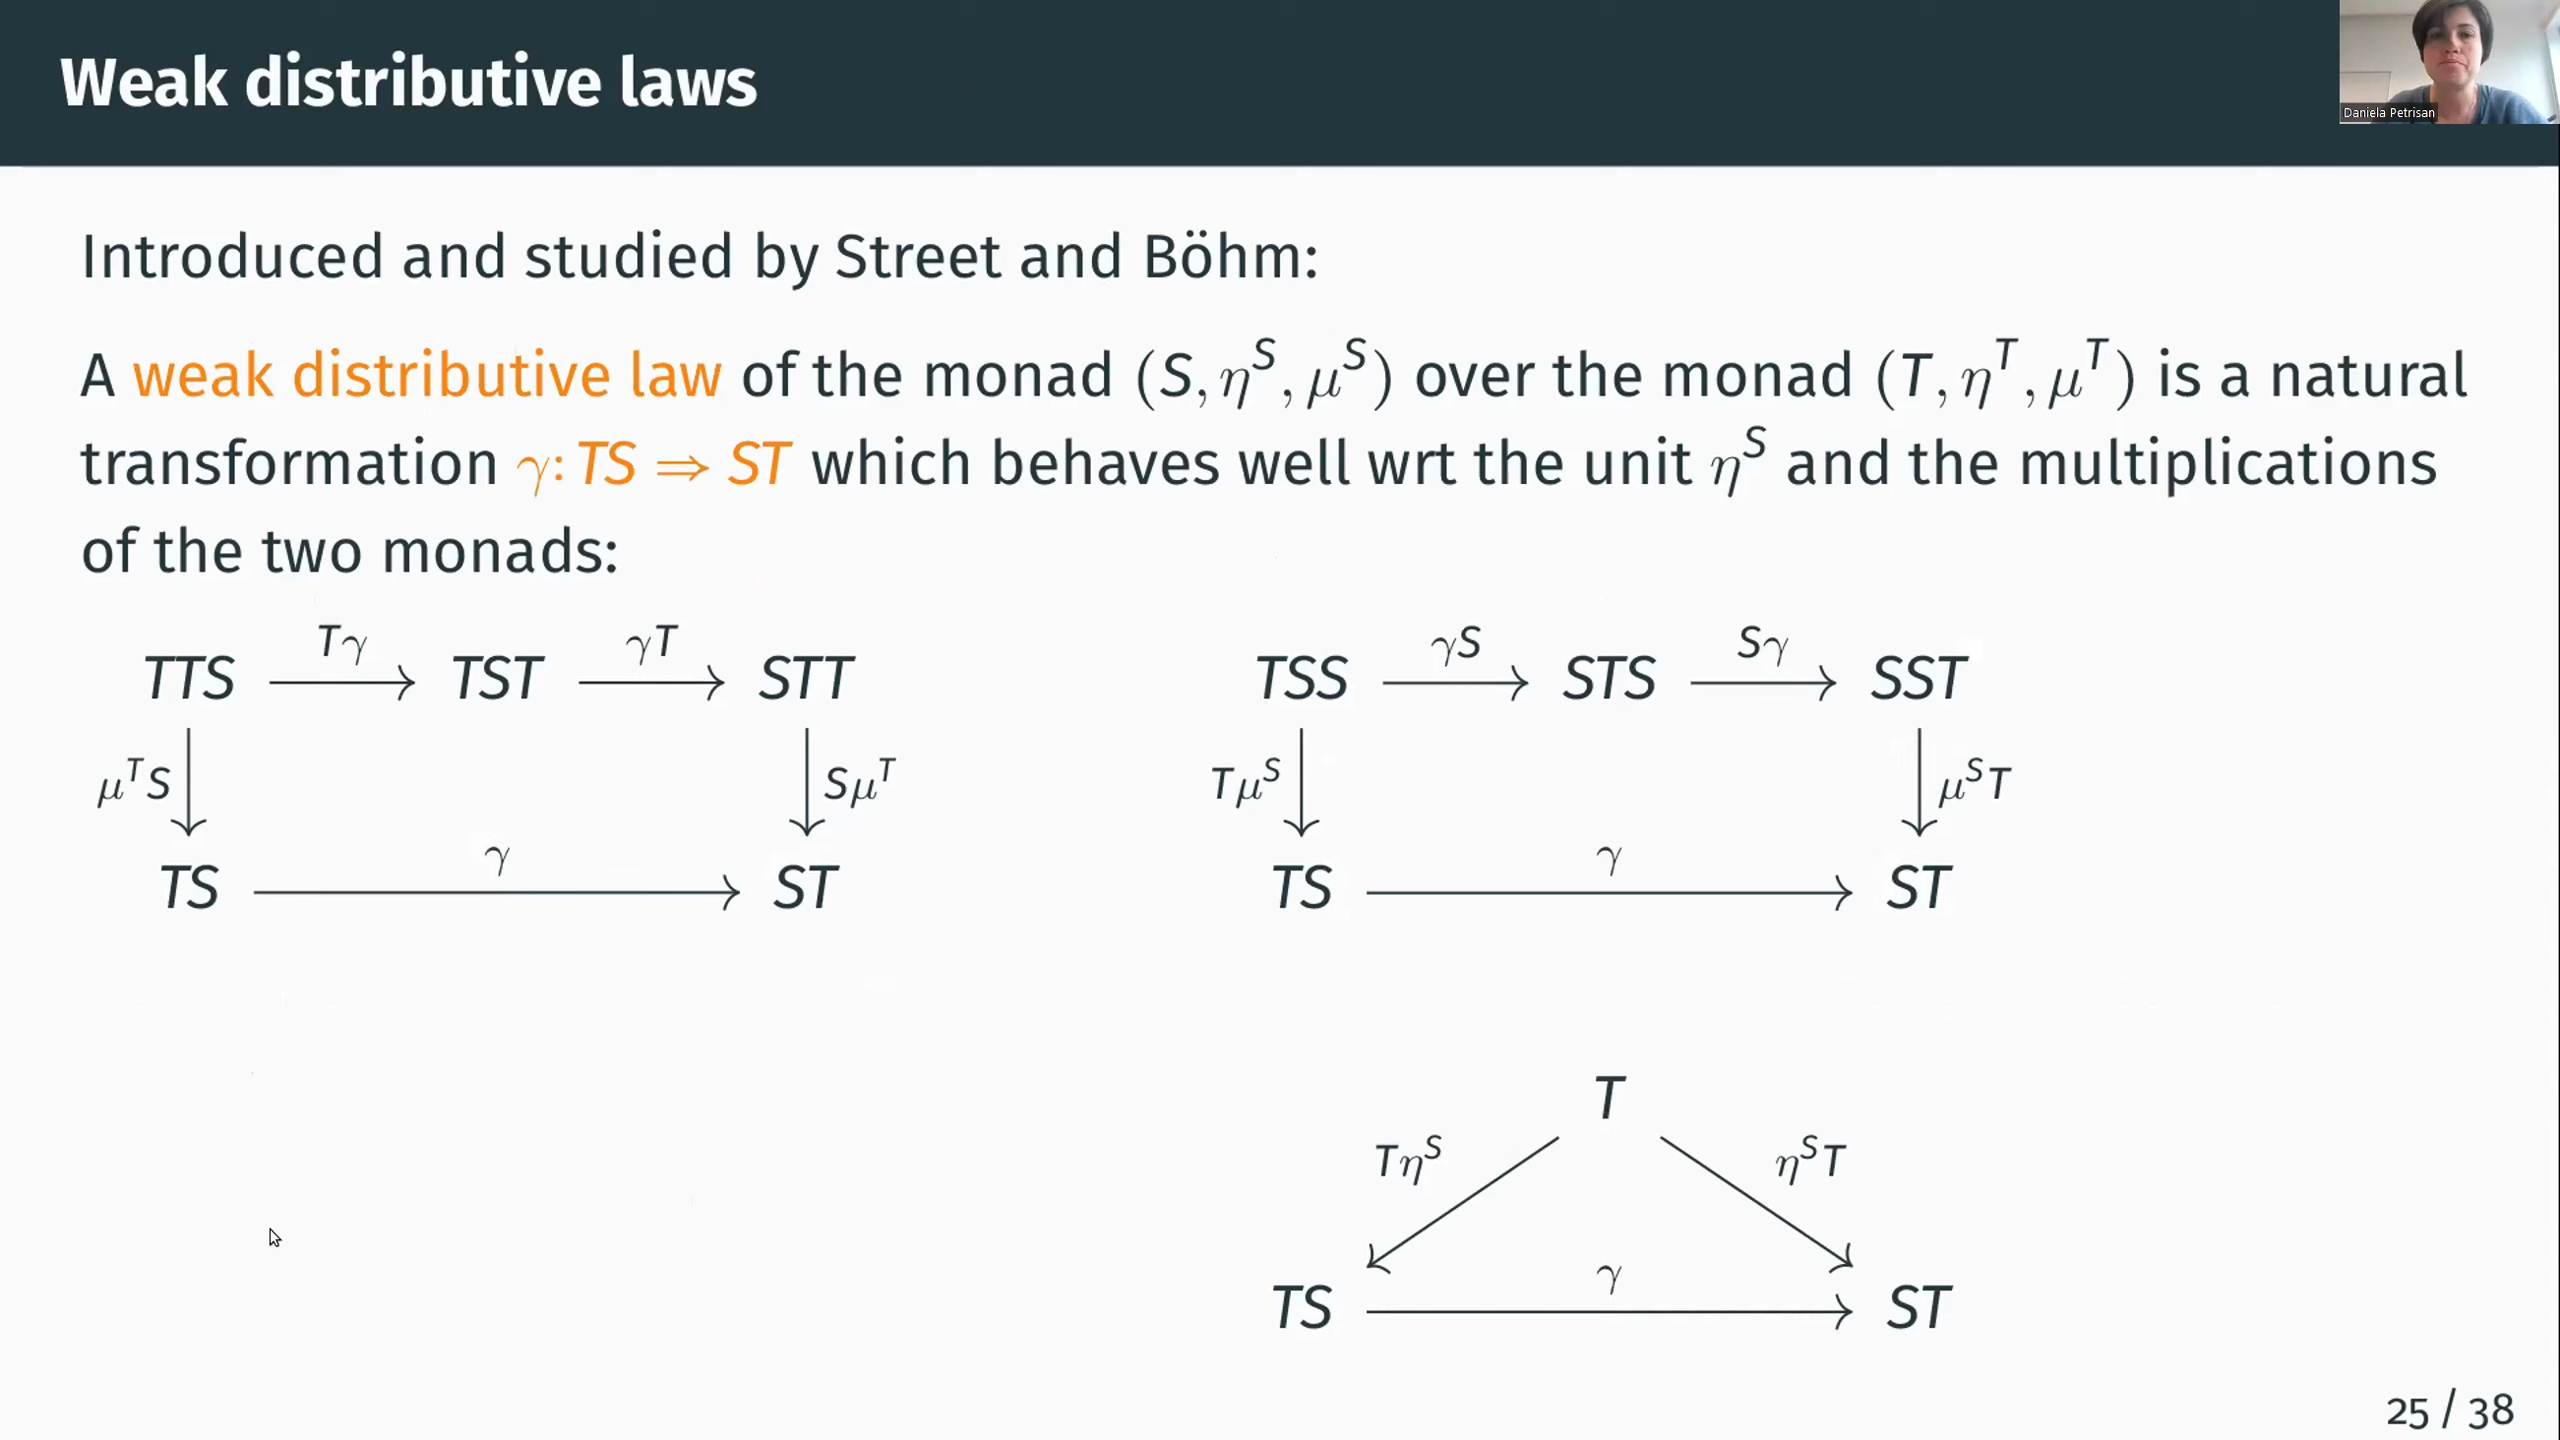 Weak distributive laws
Daniela Petrisan
Introduced and studied by Street and Böhm:
A weak distributive law of the monad (S, η^S, μ^S) over the monad (T, η^T, μ^T) is a natural
transformation γ: TS ⇒ ST which behaves well wrt the unit η^S and the multiplications
of the two monads:
Tγ γT
TTS TST STT
μ^T S Sμ^T
γ
TS ST
γS Sγ
TSS STS SST
Tμ^S μ^S T
γ
TS ST
T
Tη^S η^S T
γ
TS ST
25 / 38